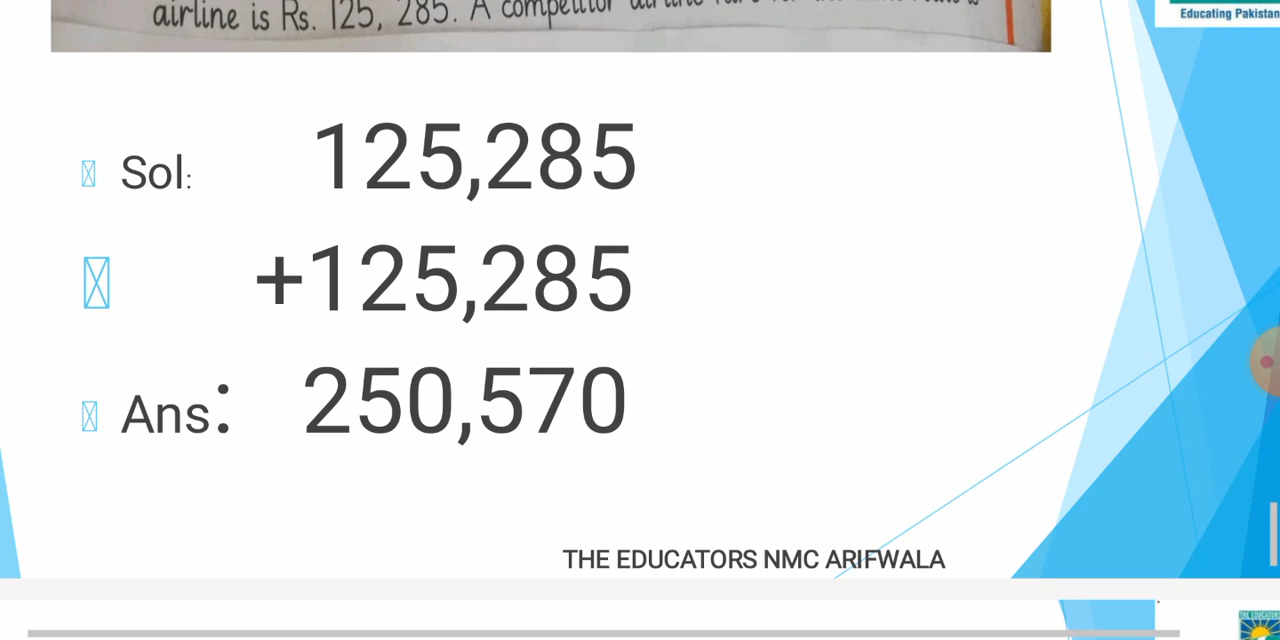 airline is Rs. 125, 285. A competitor
Educating Pakistan
Sol: 125,285
+125,285
Ans: 250,570
THE EDUCATORS NMC ARIFWALA